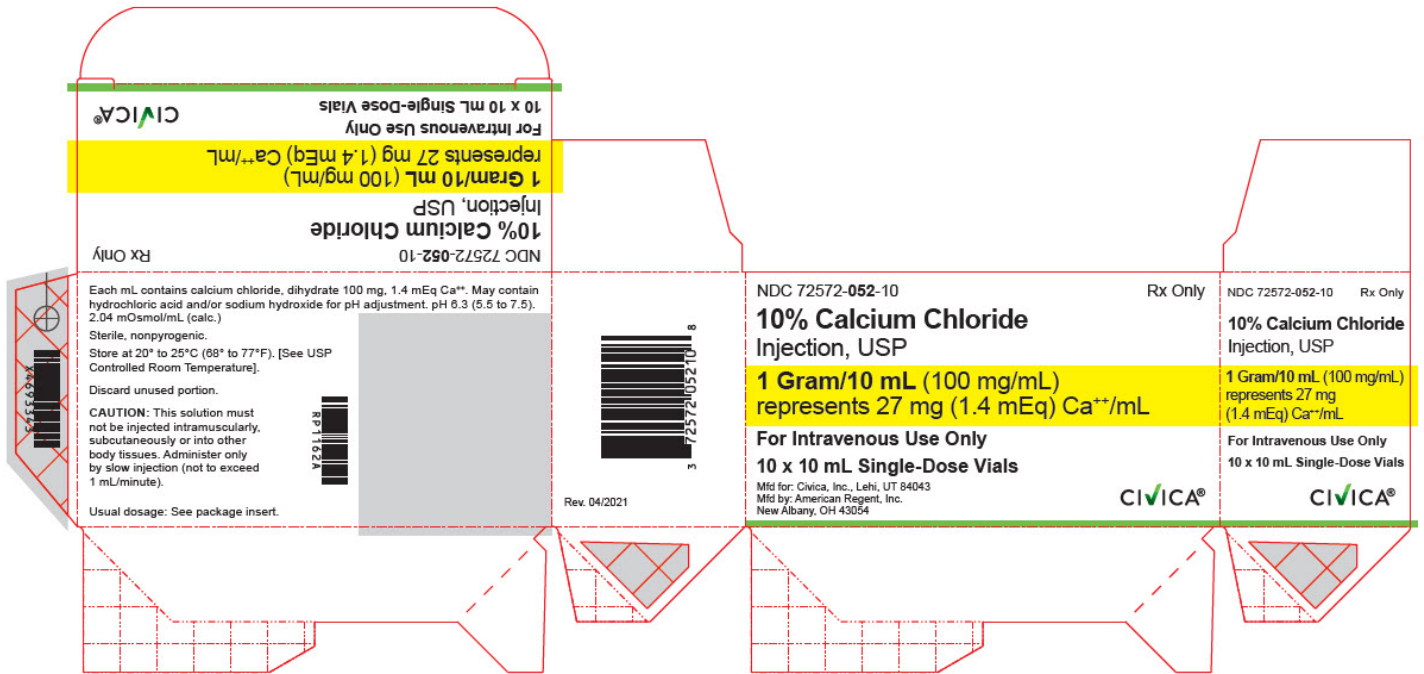 CIVICA®
10 x 10 mL Single-Dose Vials
For Intravenous Use Only
represents 27 mg (1.4 mEq) Ca⁺⁺/mL
1 Gram/10 mL (100 mg/mL)
Injection, USP
10% Calcium Chloride
NDC 72572-052-10
Rx Only
Each mL contains calcium chloride, dihydrate 100 mg, 1.4 mEq Ca⁺⁺. May contain
hydrochloric acid and/or sodium hydroxide for pH adjustment. pH 6.3 (5.5 to 7.5).
2.04 mOsmol/mL (calc.)
Sterile, nonpyrogenic.
Store at 20° to 25°C (68° to 77°F). [See USP
Controlled Room Temperature].
Discard unused portion.
CAUTION: This solution must
not be injected intramuscularly,
subcutaneously or into other
body tissues. Administer only
by slow injection (not to exceed
1 mL/minute).
Usual dosage: See package insert.
RP1162A
3 72572 05210 8
Rev. 04/2021
NDC 72572-052-10
Rx Only
10% Calcium Chloride
Injection, USP
1 Gram/10 mL (100 mg/mL)
represents 27 mg (1.4 mEq) Ca⁺⁺/mL
For Intravenous Use Only
10 x 10 mL Single-Dose Vials
Mfd for: Civica, Inc., Lehi, UT 84043
Mfd by: American Regent, Inc.
New Albany, OH 43054
CIVICA®
NDC 72572-052-10
Rx Only
10% Calcium Chloride
Injection, USP
1 Gram/10 mL (100 mg/mL)
represents 27 mg
(1.4 mEq) Ca⁺⁺/mL
For Intravenous Use Only
10 x 10 mL Single-Dose Vials
CIVICA®